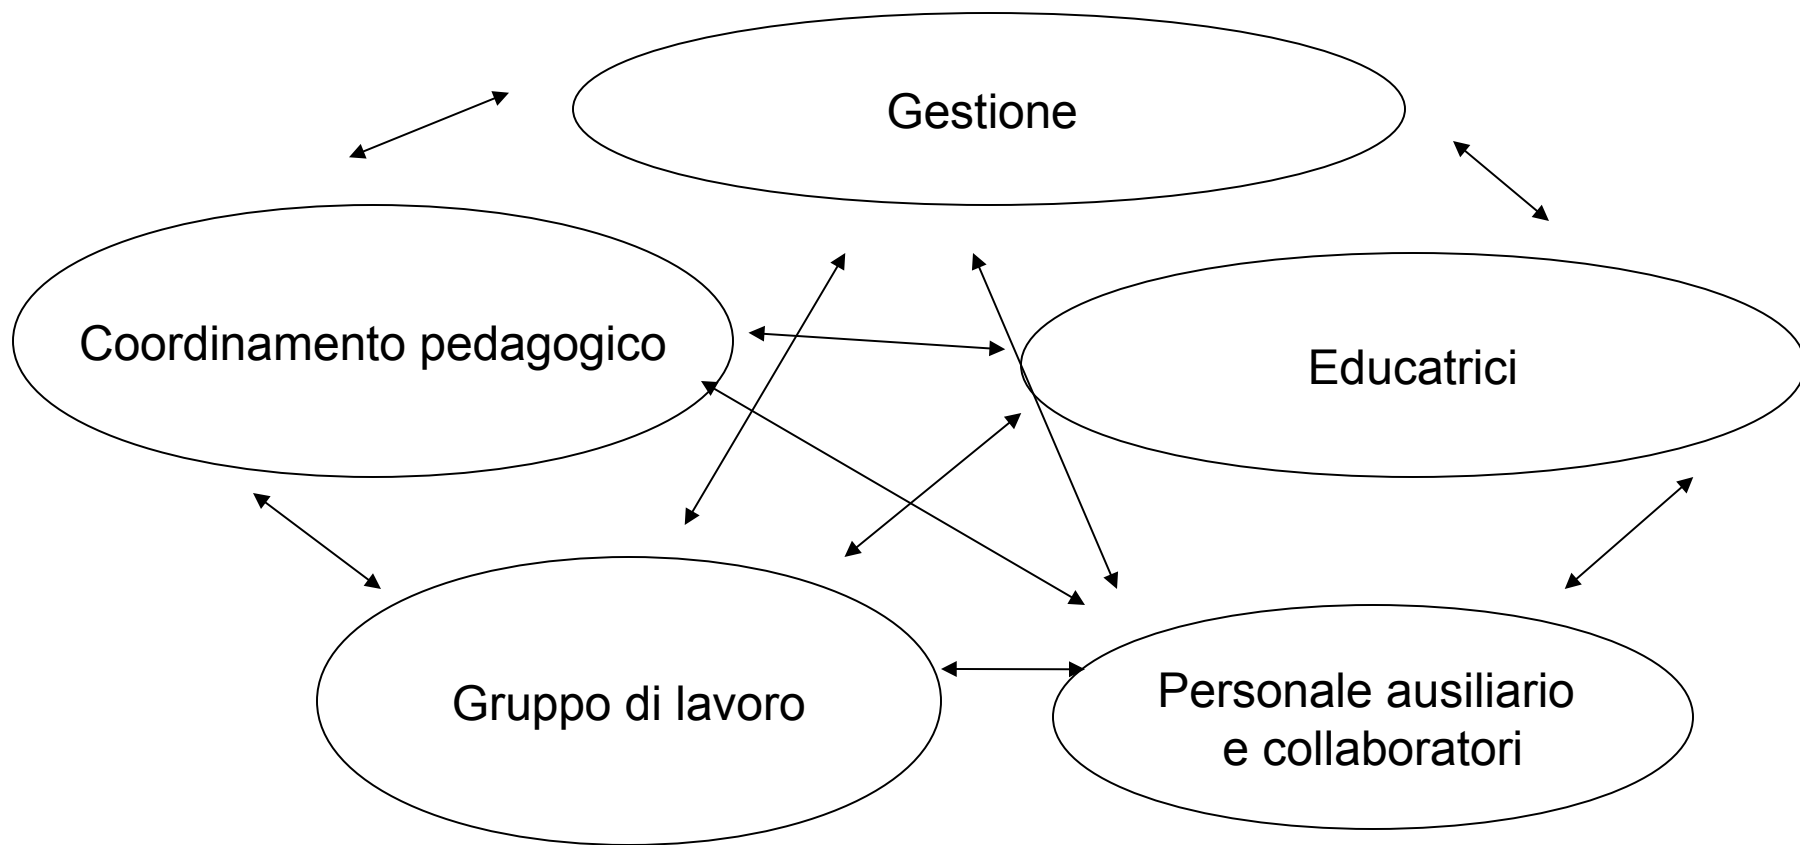 Gestione
Coordinamento pedagogico
Educatrici
Gruppo di lavoro
Personale ausiliario
e collaboratori